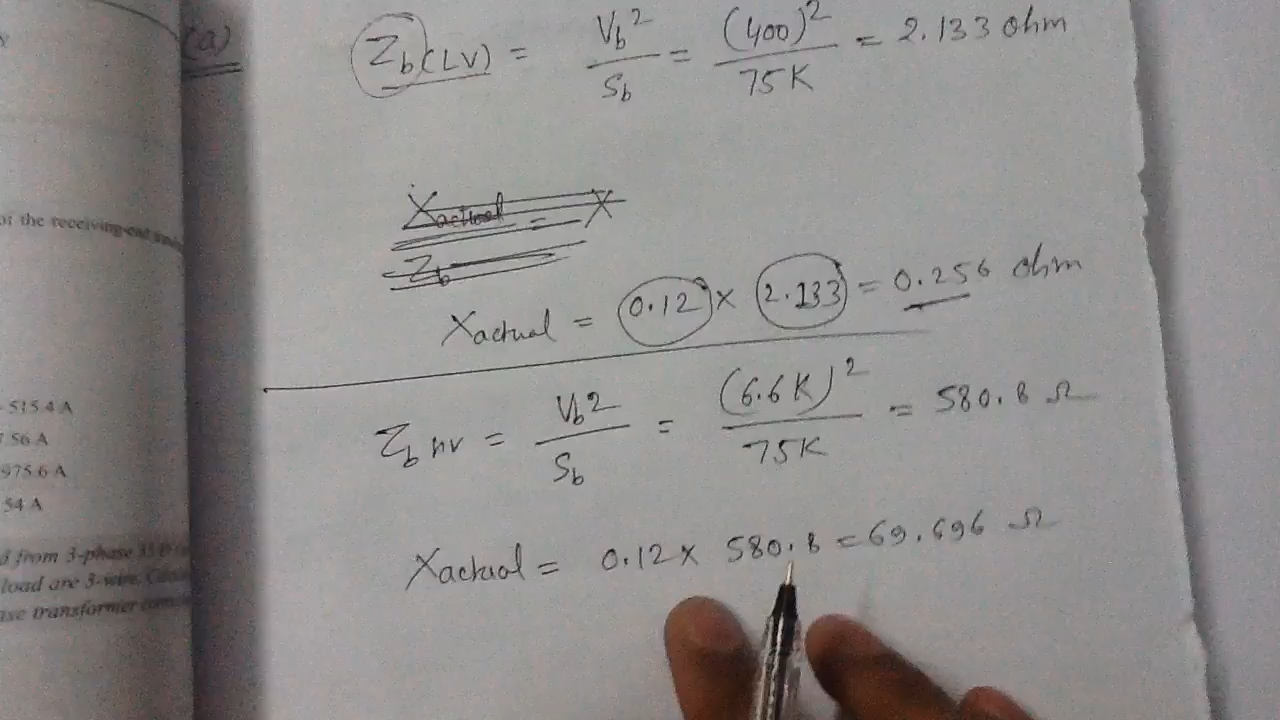 (a)
Zb(LV) = Vb²/Sb = (400)²/75K = 2.133 ohm
Xactual = X
Zb
Xactual = 0.12 × 2.133 = 0.256 ohm
Zb HV = Vb2/Sb = (6.6K)²/75K = 580.8 Ω
Xactual = 0.12 × 580.8 = 69.696 Ω
of the receiving-end
515.4 A
56 A
975.6 A
54 A
from 3-phase
load are 3-wire.
transformer